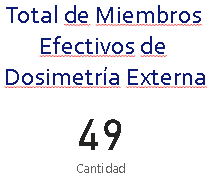 Total de Miembros
Efectivos de
Dosimetría Externa
49
Cantidad